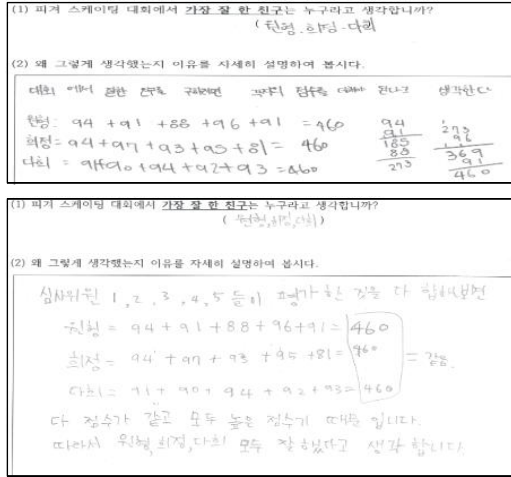 (1) 피겨 스케이팅 대회에서 가장 잘 한 친구는 누구라고 생각합니까?
(원형, 희정, 다희)
(2) 왜 그렇게 생각했는지 이유를 자세히 설명하여 봅시다.
대회에서 잘한 친구를 구하려면 각자의 점수를 더해야 된다고 생각한다
원형: 94 +91 +88 +96 +91 =460
희정= 94+97 +93 +95+81= 460
다희 = 91+90+94+92+93=460
94
91
185
88
273
273
96
369
91
460
(1) 피겨 스케이팅 대회에서 가장 잘 한 친구는 누구라고 생각합니까?
(원형,희정,다희)
(2) 왜 그렇게 생각했는지 이유를 자세히 설명하여 봅시다.
심사위원 1,2,3,4,5 들이 평가 한 것을 다 합해보면
원형 = 94+91+88+96+91=460
희정= 94+97+93+95+81=460 = 같음.
다희= 91+90+94+92+93=460
다 점수가 같고 모두 높은 점수기 때문 입니다.
따라서 원형,희정,다희 모두 잘 했다고 생각 합니다.